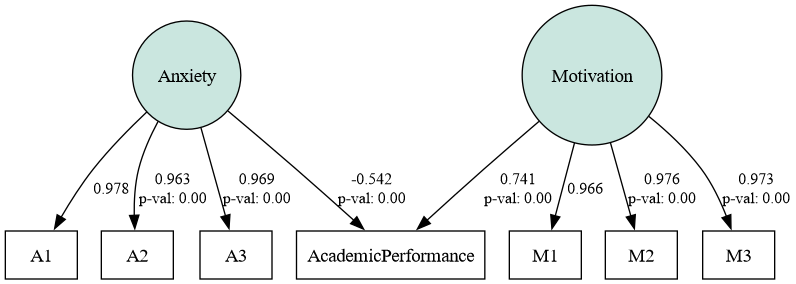 Anxiety
Motivation
0.978
0.963
p-val: 0.00
0.969
p-val: 0.00
-0.542
p-val: 0.00
0.741
p-val: 0.00
0.966
0.976
p-val: 0.00
0.973
p-val: 0.00
A1
A2
A3
AcademicPerformance
M1
M2
M3